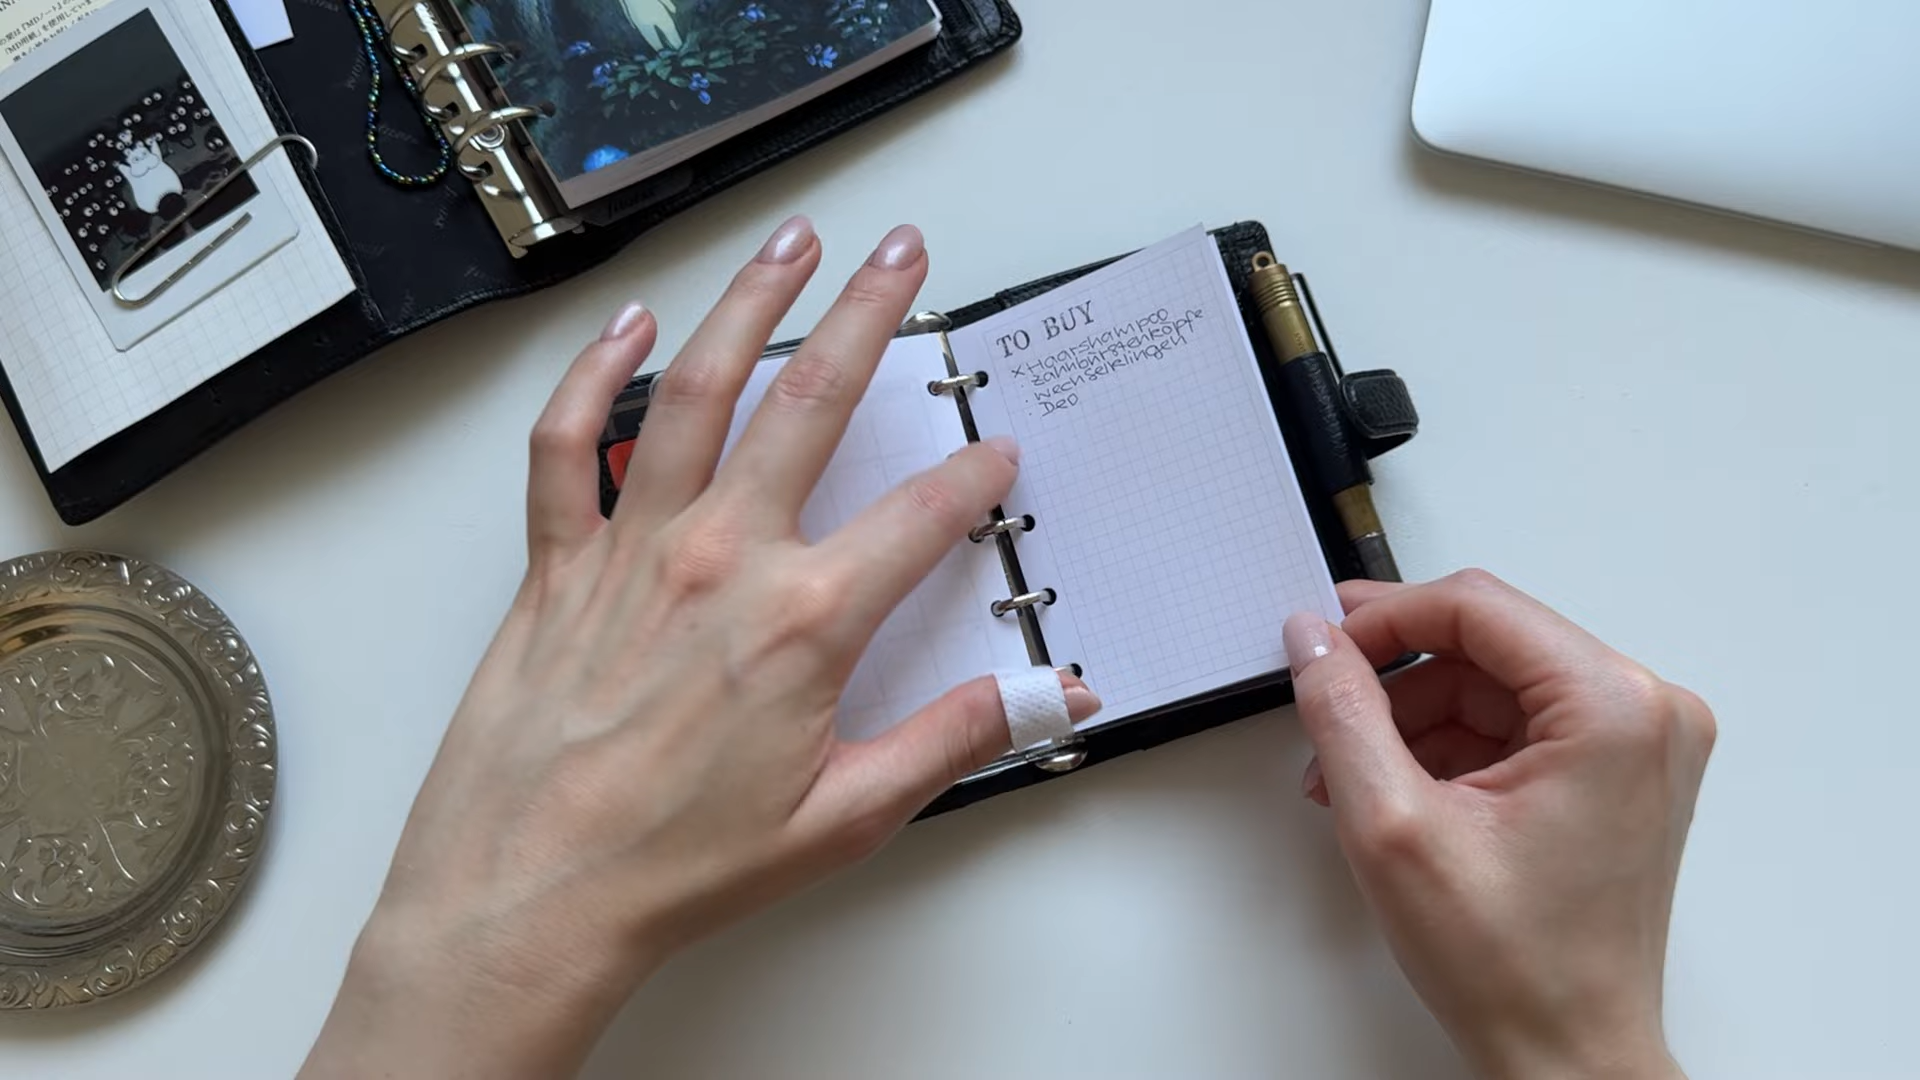 TO BUY
x Haarshampoo
· Zahnbürstenköpfe
· Wechselklingen
· Deo